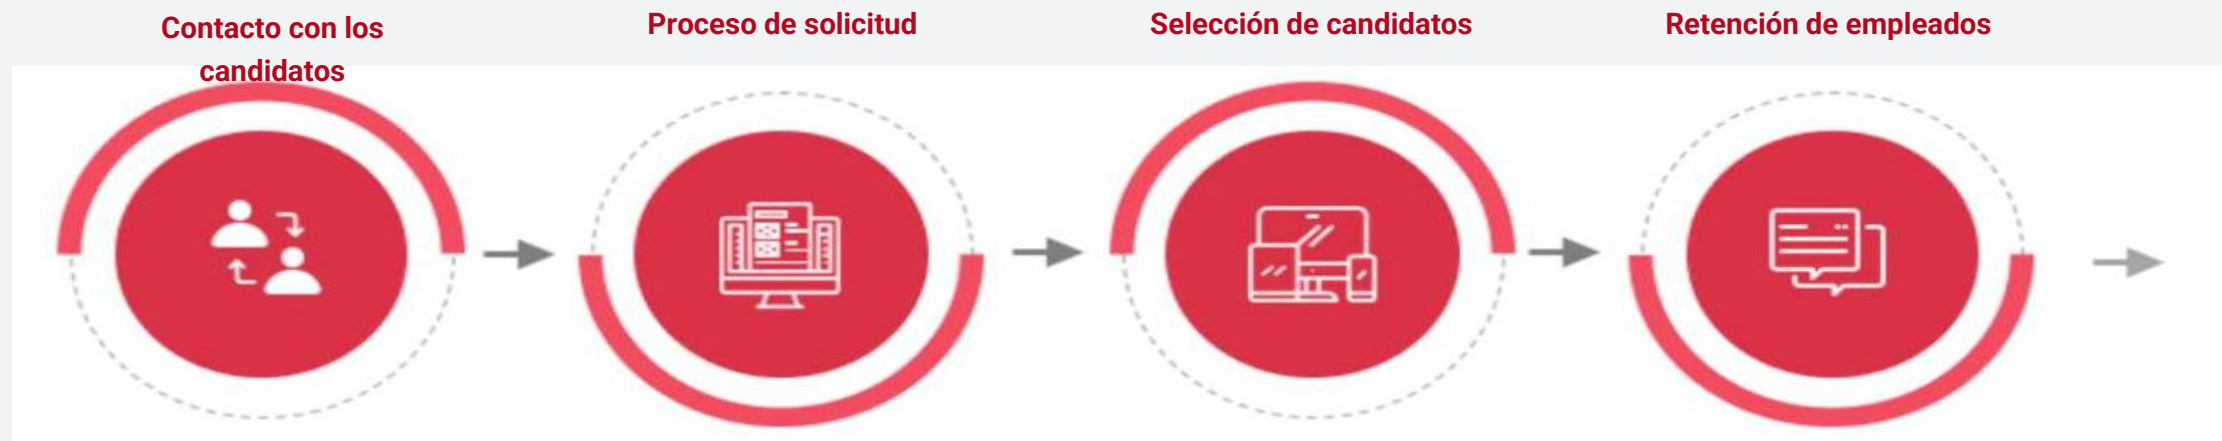 Contacto con los
candidatos
Proceso de solicitud
Selección de candidatos
Retención de empleados